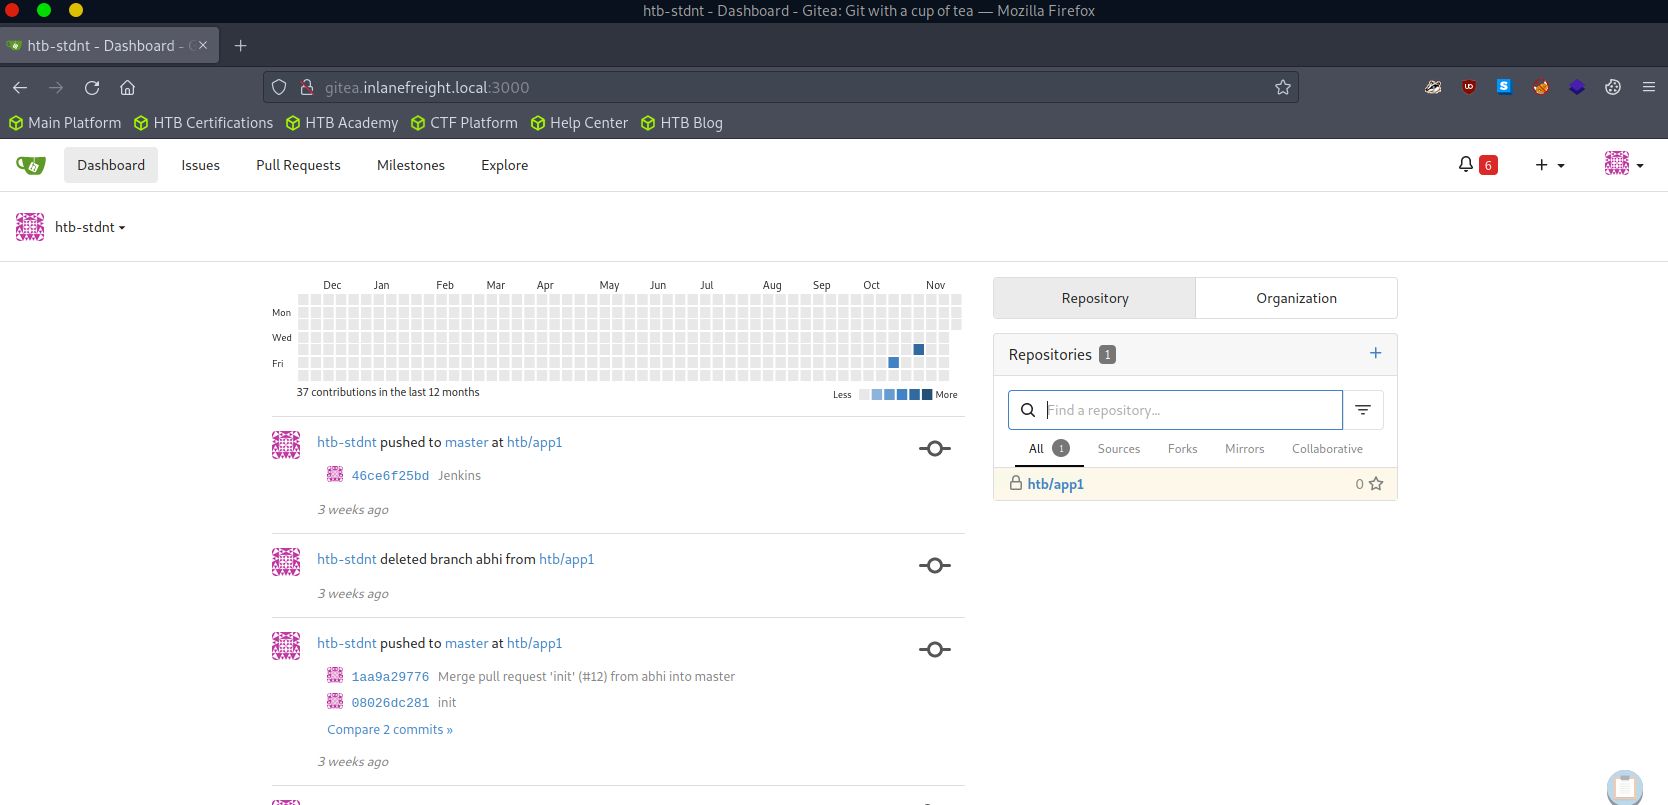 htb-stdnt - Dashboard - Gitea: Git with a cup of tea — Mozilla Firefox
htb-stdnt - Dashboard -
gitea.inlanefreight.local:3000
Main Platform HTB Certifications HTB Academy CTF Platform Help Center HTB Blog
Dashboard Issues Pull Requests Milestones Explore 6
htb-stdnt
Dec Jan Feb Mar Apr May Jun Jul Aug Sep Oct Nov
Mon
Wed
Fri
37 contributions in the last 12 months Less More
htb-stdnt pushed to master at htb/app1
46ce6f25bd Jenkins
3 weeks ago
htb-stdnt deleted branch abhi from htb/app1
3 weeks ago
htb-stdnt pushed to master at htb/app1
1aa9a29776 Merge pull request 'init' (#12) from abhi into master
08026dc281 init
Compare 2 commits »
3 weeks ago
Repository Organization
Repositories 1
Find a repository...
All 1 Sources Forks Mirrors Collaborative
htb/app1 0